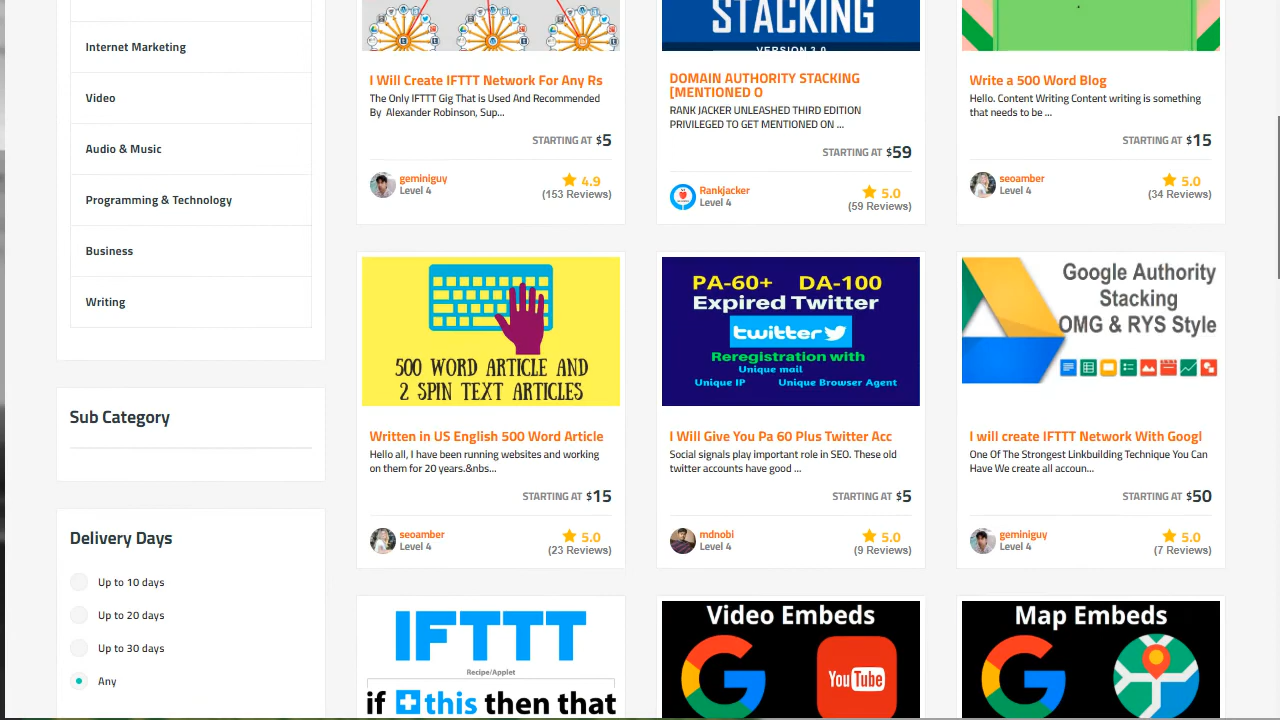 Internet Marketing
Video
Audio & Music
Programming & Technology
Business
Writing
Sub Category
Delivery Days
Up to 10 days
Up to 20 days
Up to 30 days
Any
I Will Create IFTTT Network For Any Rs
The Only IFTTT Gig That is Used And Recommended
By Alexander Robinson, Sup...
STARTING AT $5
geminiguy
Level 4
4.9
(153 Reviews)
STACKING
VERSION 3.0
DOMAIN AUTHORITY STACKING
[MENTIONED O
RANK JACKER UNLEASHED THIRD EDITION
PRIVILEGED TO GET MENTIONED ON ...
STARTING AT $59
Rankjacker
Level 4
5.0
(59 Reviews)
Write a 500 Word Blog
Hello. Content Writing Content writing is something
that needs to be ...
STARTING AT $15
seoamber
Level 4
5.0
(34 Reviews)
500 WORD ARTICLE AND
2 SPIN TEXT ARTICLES
Written in US English 500 Word Article
Hello all, I have been running websites and working
on them for 20 years.&nbs...
STARTING AT $15
seoamber
Level 4
5.0
(23 Reviews)
PA-60+ DA-100
Expired Twitter
twitter
Reregistration with
Unique mail
Unique IP Unique Browser Agent
I Will Give You Pa 60 Plus Twitter Acc
Social signals play important role in SEO. These old
twitter accounts have good ...
STARTING AT $5
mdnobi
Level 4
5.0
(9 Reviews)
Google Authority
Stacking
OMG & RYS Style
I will create IFTTT Network With Googl
One Of The Strongest Linkbuilding Technique You Can
Have We create all accoun...
STARTING AT $50
geminiguy
Level 4
5.0
(7 Reviews)
IFTTT
Recipe/Applet
if this then that
Video Embeds
YouTube
Map Embeds